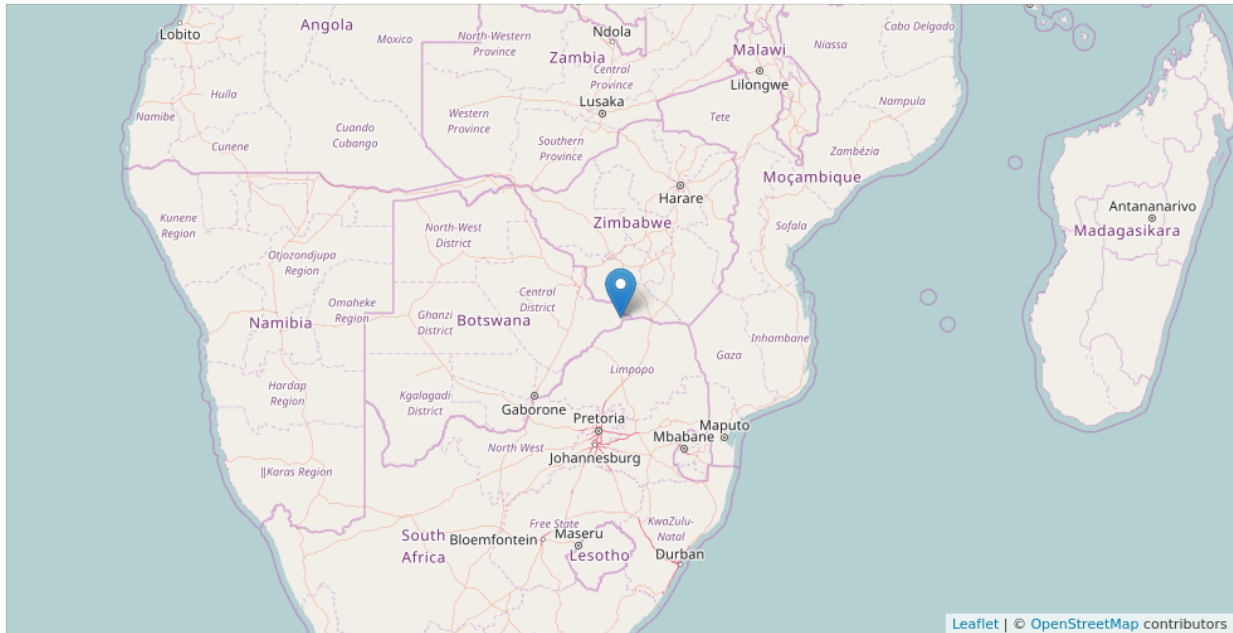 Angola
Lobito
Moxico
North-Western
Province
Ndola
Zambia
Central
Province
Malawi
Lilongwe
Niassa
Cabo Delgado
Huíla
Namibe
Cunene
Cuando
Cubango
Western
Province
Lusaka
Southern
Province
Tete
Nampula
Zambézia
Moçambique
Harare
Zimbabwe
Sofala
Antananarivo
Madagasikara
Kunene
Region
Otjozondjupa
Region
North-West
District
Omaheke
Region
Namibia
Ghanzi
District
Botswana
Central
District
Inhambane
Gaza
Limpopo
Hardap
Region
Kgalagadi
District
Gaborone
Pretoria
Johannesburg
North West
Mbabane
Maputo
||Karas Region
South
Africa
Bloemfontein
Free State
Maseru
Lesotho
KwaZulu-
Natal
Durban
Leaflet | © OpenStreetMap contributors